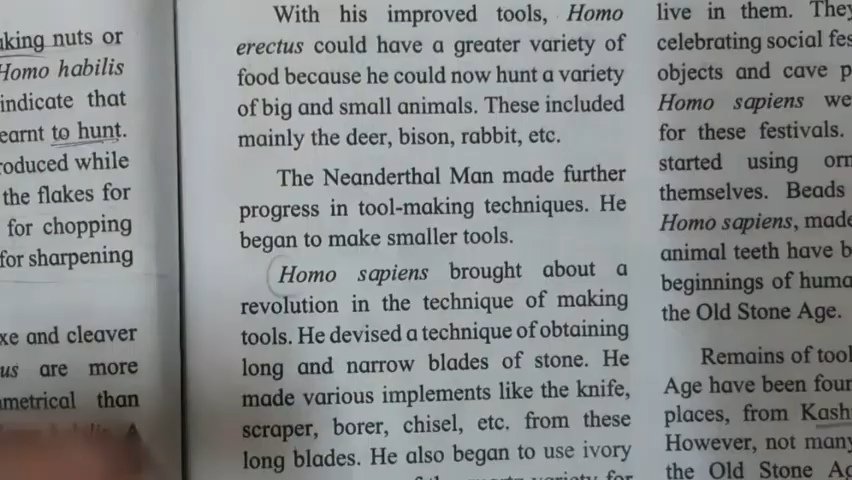 king nuts or
Homo habilis
indicate that
earnt to hunt.
roduced while
the flakes for
for chopping
for sharpening
xe and cleaver
us are more
mmetrical than
With his improved tools, Homo
erectus could have a greater variety of
food because he could now hunt a variety
of big and small animals. These included
mainly the deer, bison, rabbit, etc.
The Neanderthal Man made further
progress in tool-making techniques. He
began to make smaller tools.
Homo sapiens brought about a
revolution in the technique of making
tools. He devised a technique of obtaining
long and narrow blades of stone. He
made various implements like the knife,
scraper, borer, chisel, etc. from these
long blades. He also began to use ivory
variety for
live in them. They
celebrating social fes
objects and cave p
Homo sapiens we
for these festivals.
started using orn
themselves. Beads
Homo sapiens, made
animal teeth have b
beginnings of huma
the Old Stone Age.
Remains of tool
Age have been four
places, from Kash
However, not many
the Old Stone Ag